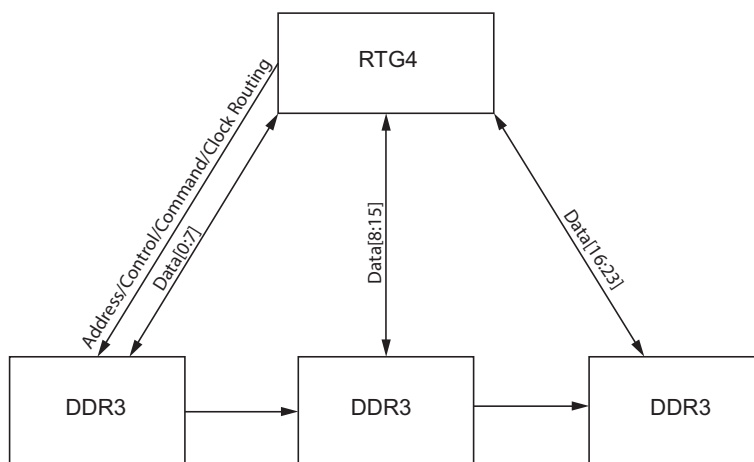 RTG4
Address/Control/Command/Clock Routing
Data[0:7]
Data[8:15]
Data[16:23]
DDR3
DDR3
DDR3